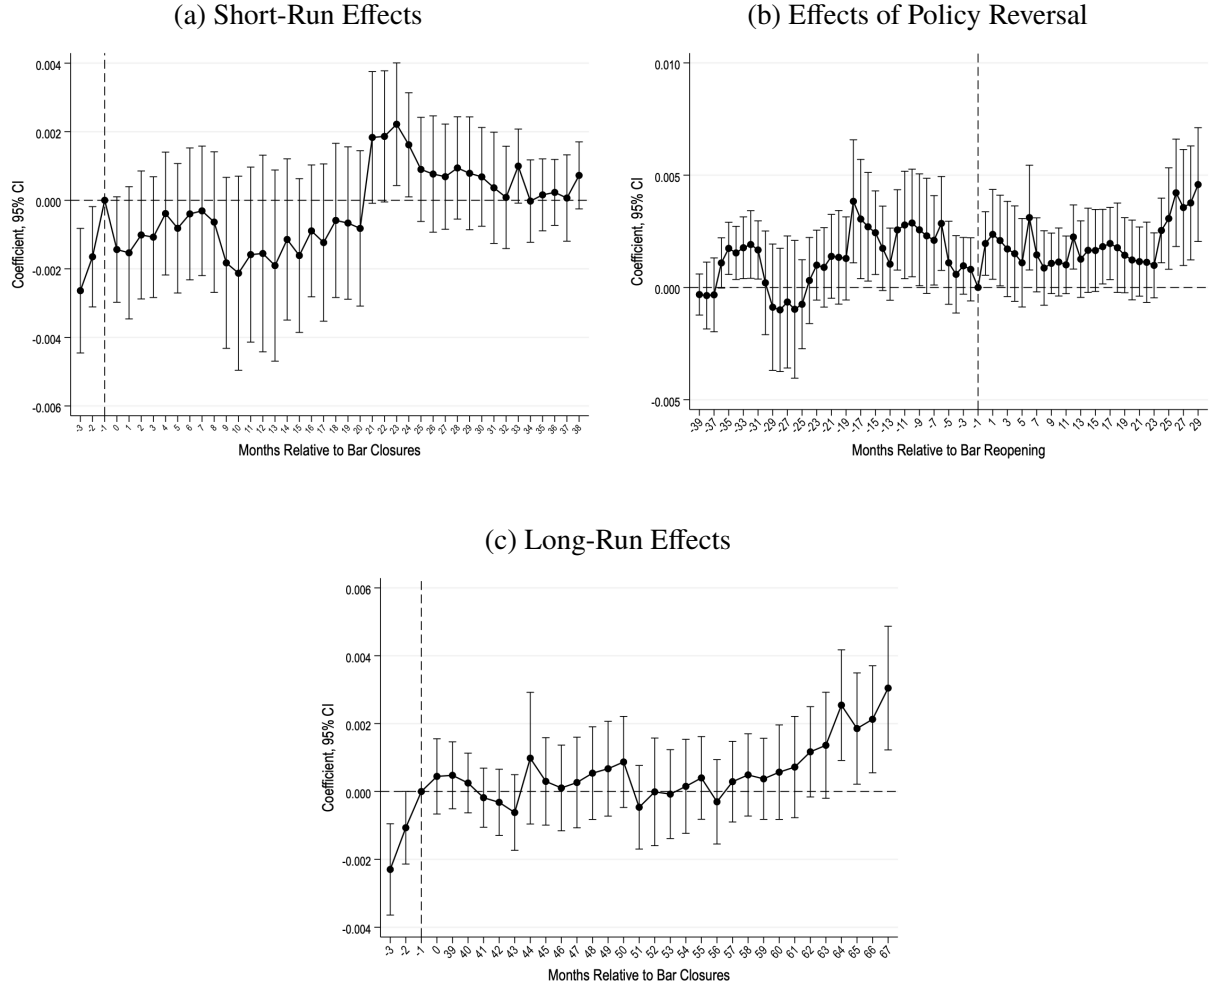 (a) Short-Run Effects
0.004
0.002
0.000
-0.002
-0.004
-0.006
Coefficient, 95% CI
-3 -2 -1 0 1 2 3 4 5 6 7 8 9 10 11 12 13 14 15 16 17 18 19 20 21 22 23 24 25 26 27 28 29 30 31 32 33 34 35 36 37 38
Months Relative to Bar Closures
(b) Effects of Policy Reversal
0.010
0.005
0.000
-0.005
Coefficient, 95% CI
-39 -37 -35 -33 -31 -29 -27 -25 -23 -21 -19 -17 -15 -13 -11 -9 -7 -5 -3 -1 1 3 5 7 9 11 13 15 17 19 21 23 25 27 29
Months Relative to Bar Reopening
(c) Long-Run Effects
0.006
0.004
0.002
0.000
-0.002
-0.004
Coefficient, 95% CI
-3 -2 -1 0 39 40 41 42 43 44 45 46 47 48 49 50 51 52 53 54 55 56 57 58 59 60 61 62 63 64 65 66 67
Months Relative to Bar Closures